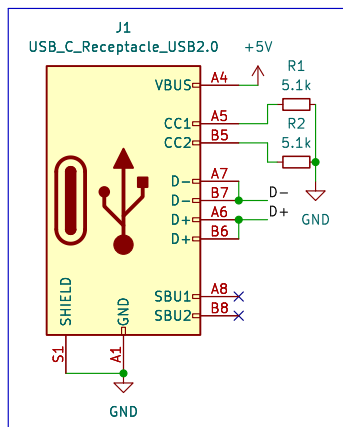 J1
USB_C_Receptacle_USB2.0
+5V
VBUS
A4
R1
5.1k
CC1
A5
CC2
B5
R2
5.1k
D-
A7
D-
B7
D-
D+
A6
D+
D+
B6
GND
SBU1
A8
SBU2
B8
SHIELD
GND
S1
A1
GND